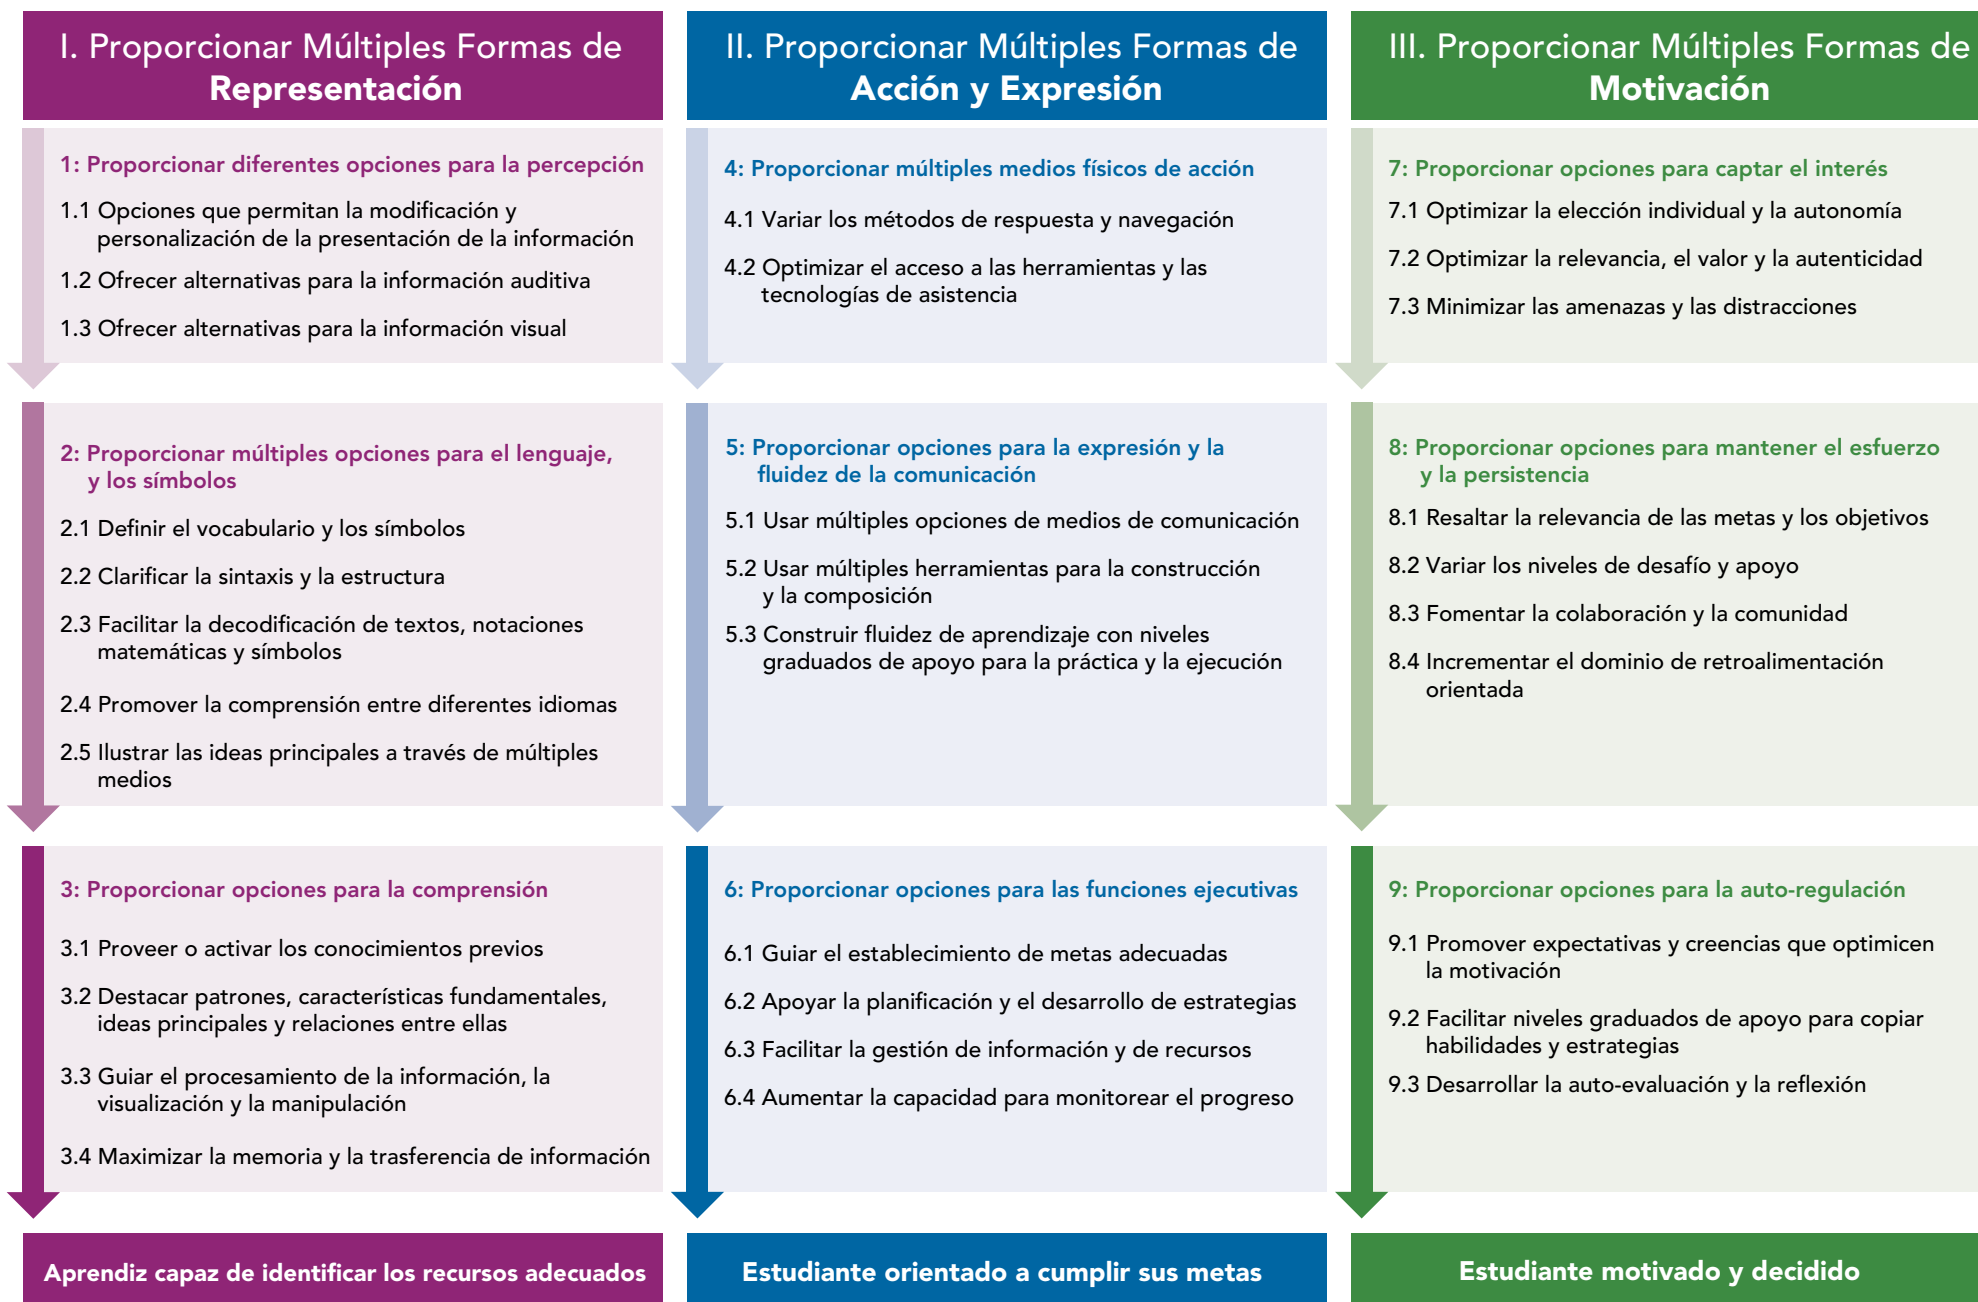 I. Proporcionar Múltiples Formas de
Representación
1: Proporcionar diferentes opciones para la percepción
1.1 Opciones que permitan la modificación y
personalización de la presentación de la información
1.2 Ofrecer alternativas para la información auditiva
1.3 Ofrecer alternativas para la información visual
2: Proporcionar múltiples opciones para el lenguaje,
y los símbolos
2.1 Definir el vocabulario y los símbolos
2.2 Clarificar la sintaxis y la estructura
2.3 Facilitar la decodificación de textos, notaciones
matemáticas y símbolos
2.4 Promover la comprensión entre diferentes idiomas
2.5 Ilustrar las ideas principales a través de múltiples
medios
3: Proporcionar opciones para la comprensión
3.1 Proveer o activar los conocimientos previos
3.2 Destacar patrones, características fundamentales,
ideas principales y relaciones entre ellas
3.3 Guiar el procesamiento de la información, la
visualización y la manipulación
3.4 Maximizar la memoria y la trasferencia de información
Aprendiz capaz de identificar los recursos adecuados
II. Proporcionar Múltiples Formas de
Acción y Expresión
4: Proporcionar múltiples medios físicos de acción
4.1 Variar los métodos de respuesta y navegación
4.2 Optimizar el acceso a las herramientas y las
tecnologías de asistencia
5: Proporcionar opciones para la expresión y la
fluidez de la comunicación
5.1 Usar múltiples opciones de medios de comunicación
5.2 Usar múltiples herramientas para la construcción
y la composición
5.3 Construir fluidez de aprendizaje con niveles
graduados de apoyo para la práctica y la ejecución
6: Proporcionar opciones para las funciones ejecutivas
6.1 Guiar el establecimiento de metas adecuadas
6.2 Apoyar la planificación y el desarrollo de estrategias
6.3 Facilitar la gestión de información y de recursos
6.4 Aumentar la capacidad para monitorear el progreso
Estudiante orientado a cumplir sus metas
III. Proporcionar Múltiples Formas de
Motivación
7: Proporcionar opciones para captar el interés
7.1 Optimizar la elección individual y la autonomía
7.2 Optimizar la relevancia, el valor y la autenticidad
7.3 Minimizar las amenazas y las distracciones
8: Proporcionar opciones para mantener el esfuerzo
y la persistencia
8.1 Resaltar la relevancia de las metas y los objetivos
8.2 Variar los niveles de desafío y apoyo
8.3 Fomentar la colaboración y la comunidad
8.4 Incrementar el dominio de retroalimentación
orientada
9: Proporcionar opciones para la auto-regulación
9.1 Promover expectativas y creencias que optimicen
la motivación
9.2 Facilitar niveles graduados de apoyo para copiar
habilidades y estrategias
9.3 Desarrollar la auto-evaluación y la reflexión
Estudiante motivado y decidido